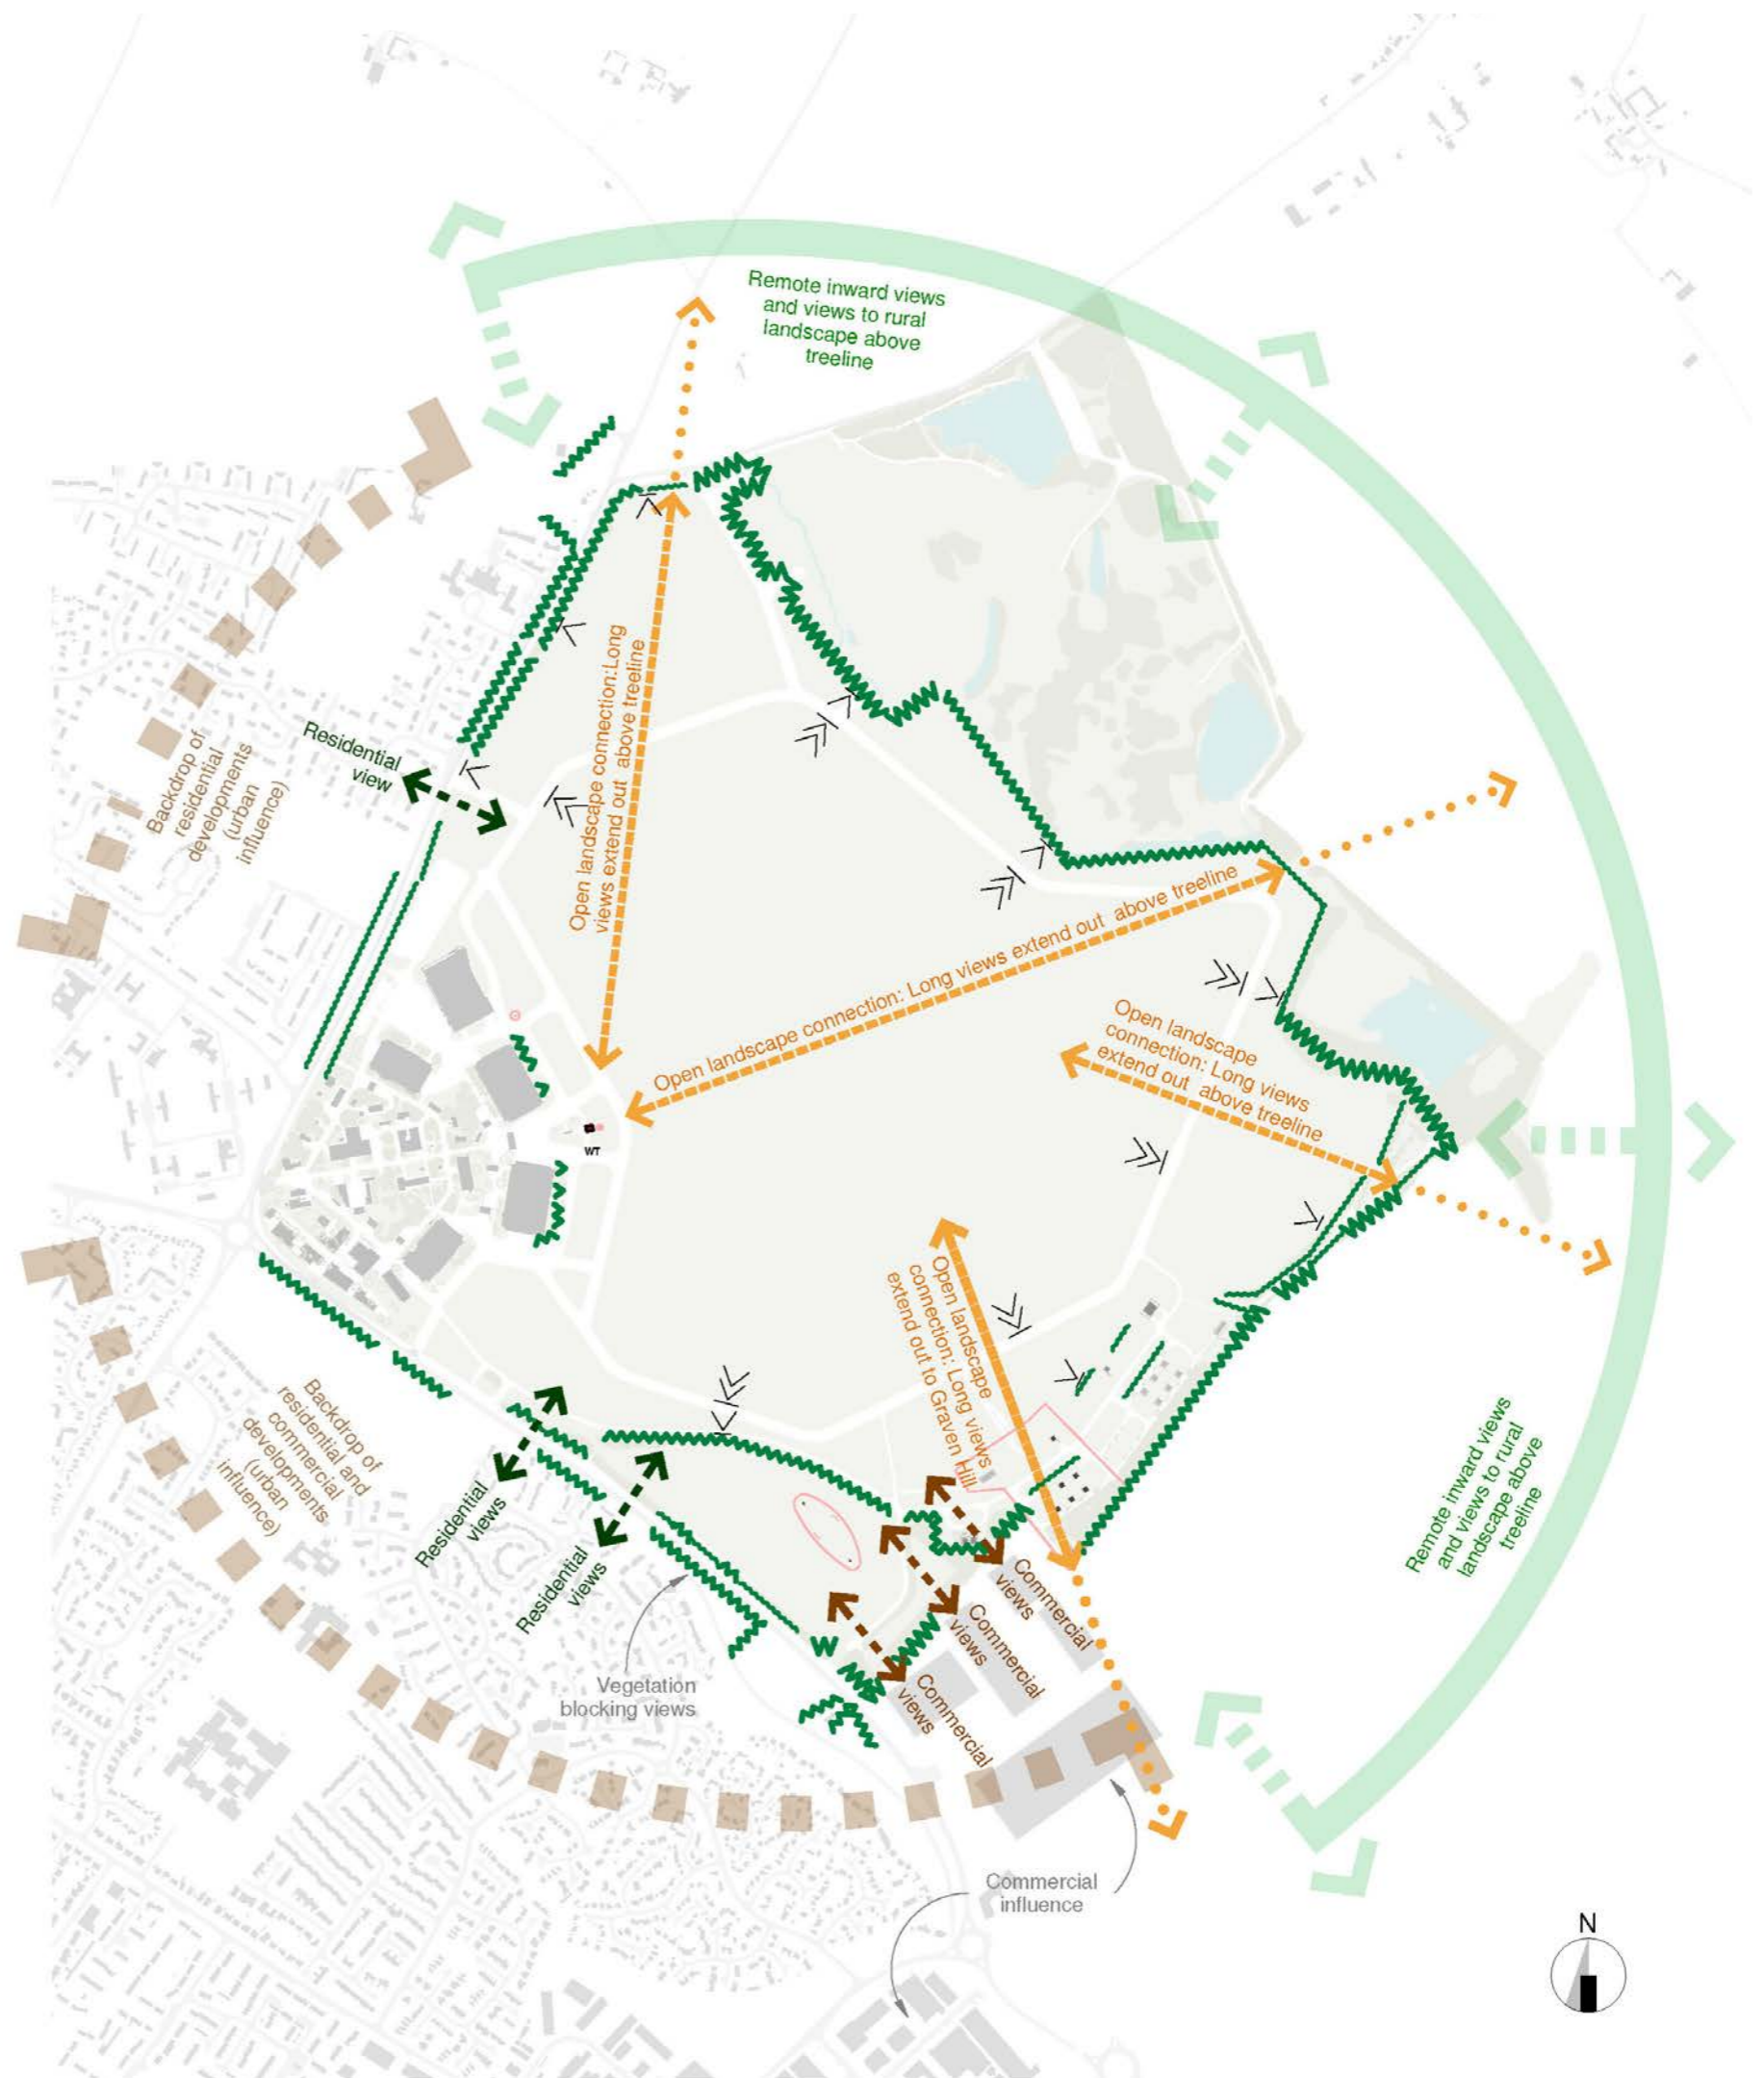 Remote inward views
and views to rural
landscape above
treeline
Open landscape connection:Long
views extend out above treeline
Residential
view
Backdrop of
residential
developments
(urban
influence)
Open landscape connection: Long views extend out above treeline
Open landscape
connection: Long views
extend out above treeline
WT
Open landscape
connection: Long views
extend out to Graven Hill
Backdrop of
residential and
commercial
developments
(urban
influence)
Residential
views
Residential
views
Remote inward views
and views to rural
landscape above
treeline
Commercial
views
Commercial
views
Commercial
views
Vegetation
blocking views
Commercial
influence
N